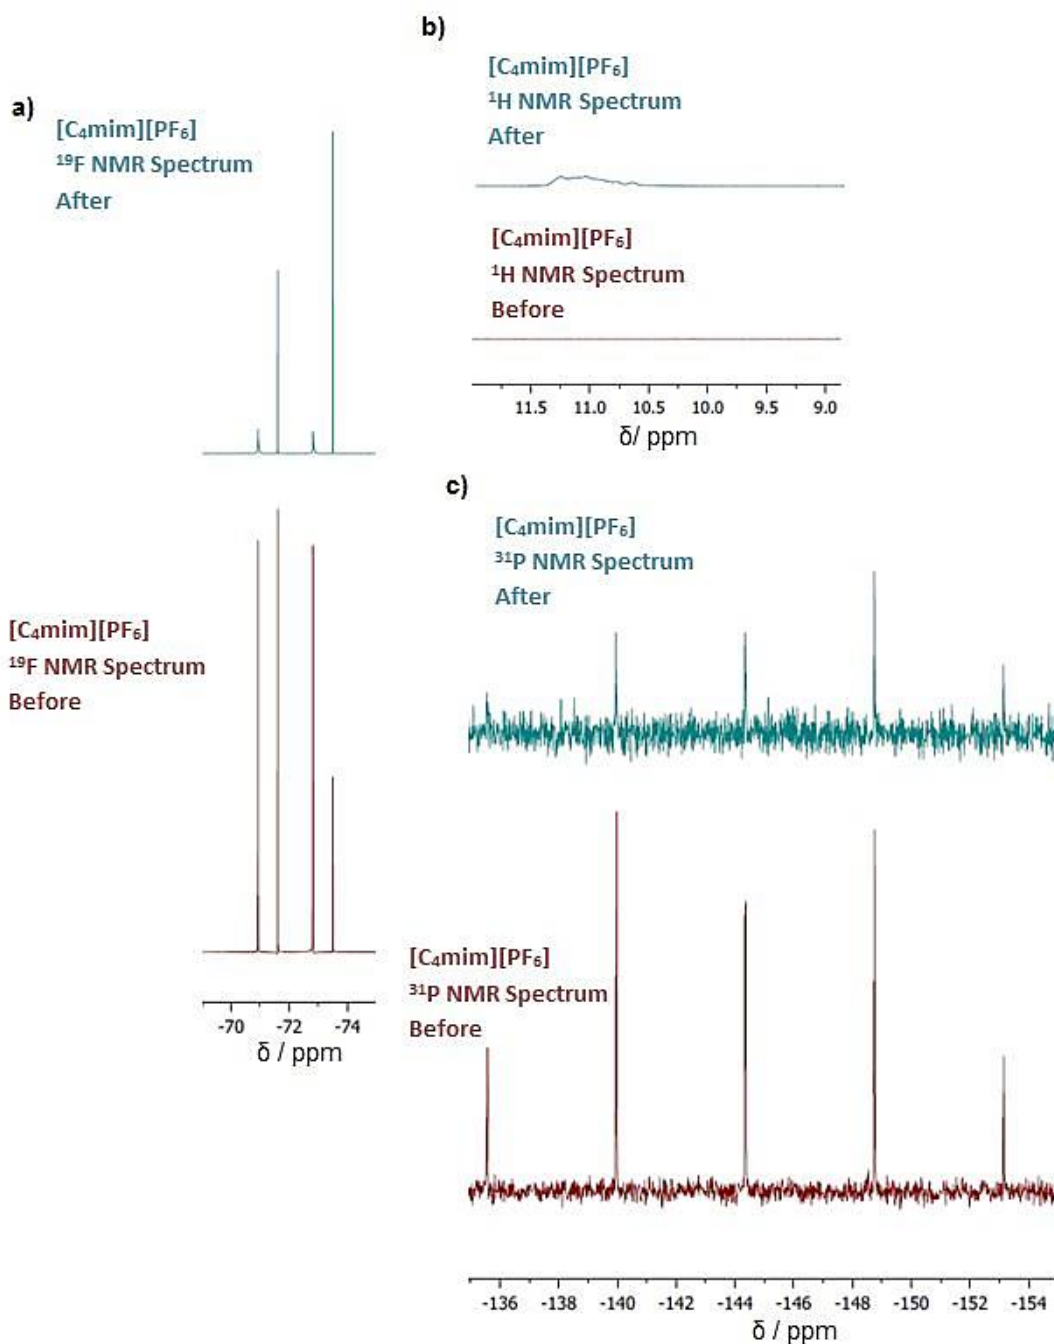 a)
[C₄mim][PF₆]
¹⁹F NMR Spectrum
After
[C₄mim][PF₆]
¹⁹F NMR Spectrum
Before
-70 -72 -74
δ / ppm
b)
[C₄mim][PF₆]
¹H NMR Spectrum
After
[C₄mim][PF₆]
¹H NMR Spectrum
Before
11.5 11.0 10.5 10.0 9.5 9.0
δ/ ppm
c)
[C₄mim][PF₆]
³¹P NMR Spectrum
After
[C₄mim][PF₆]
³¹P NMR Spectrum
Before
-136 -138 -140 -142 -144 -146 -148 -150 -152 -154
δ / ppm